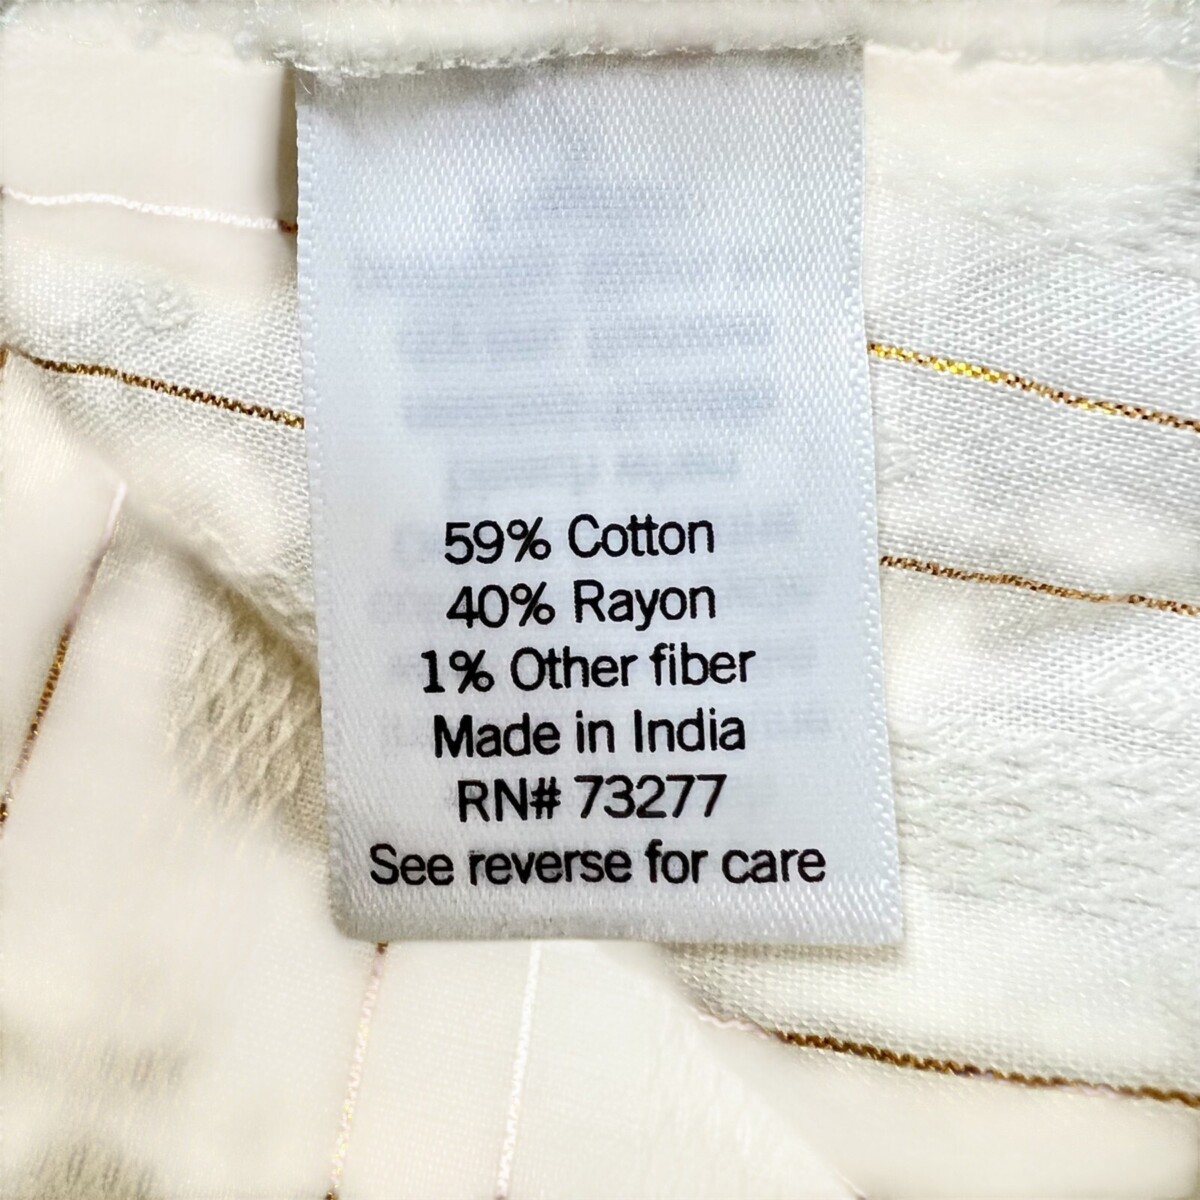 59% Cotton
40% Rayon
1% Other fiber
Made in India
RN# 73277
See reverse for care